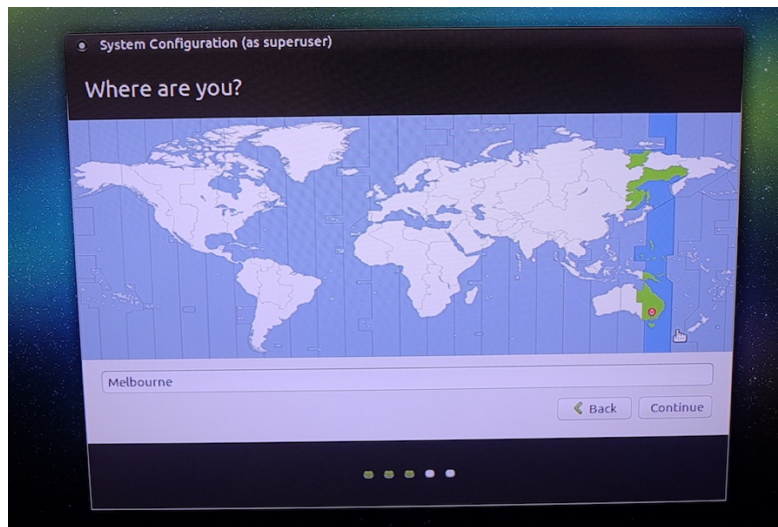 System Configuration (as superuser)
Where are you?
Melbourne
Back
Continue